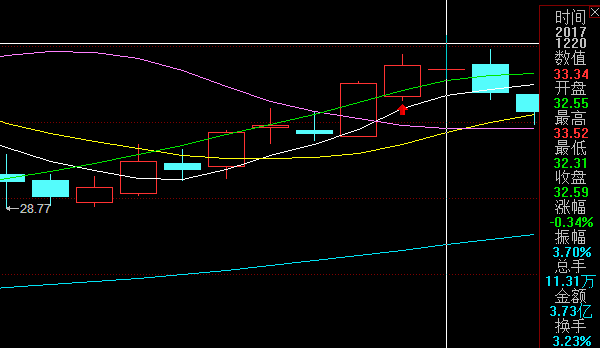 时间
2017
1220
数值
33.34
开盘
32.55
最高
33.52
最低
32.31
收盘
32.59
涨幅
-0.34%
振幅
3.70%
总手
11.31万
金额
3.73亿
换手
3.23%
←28.77